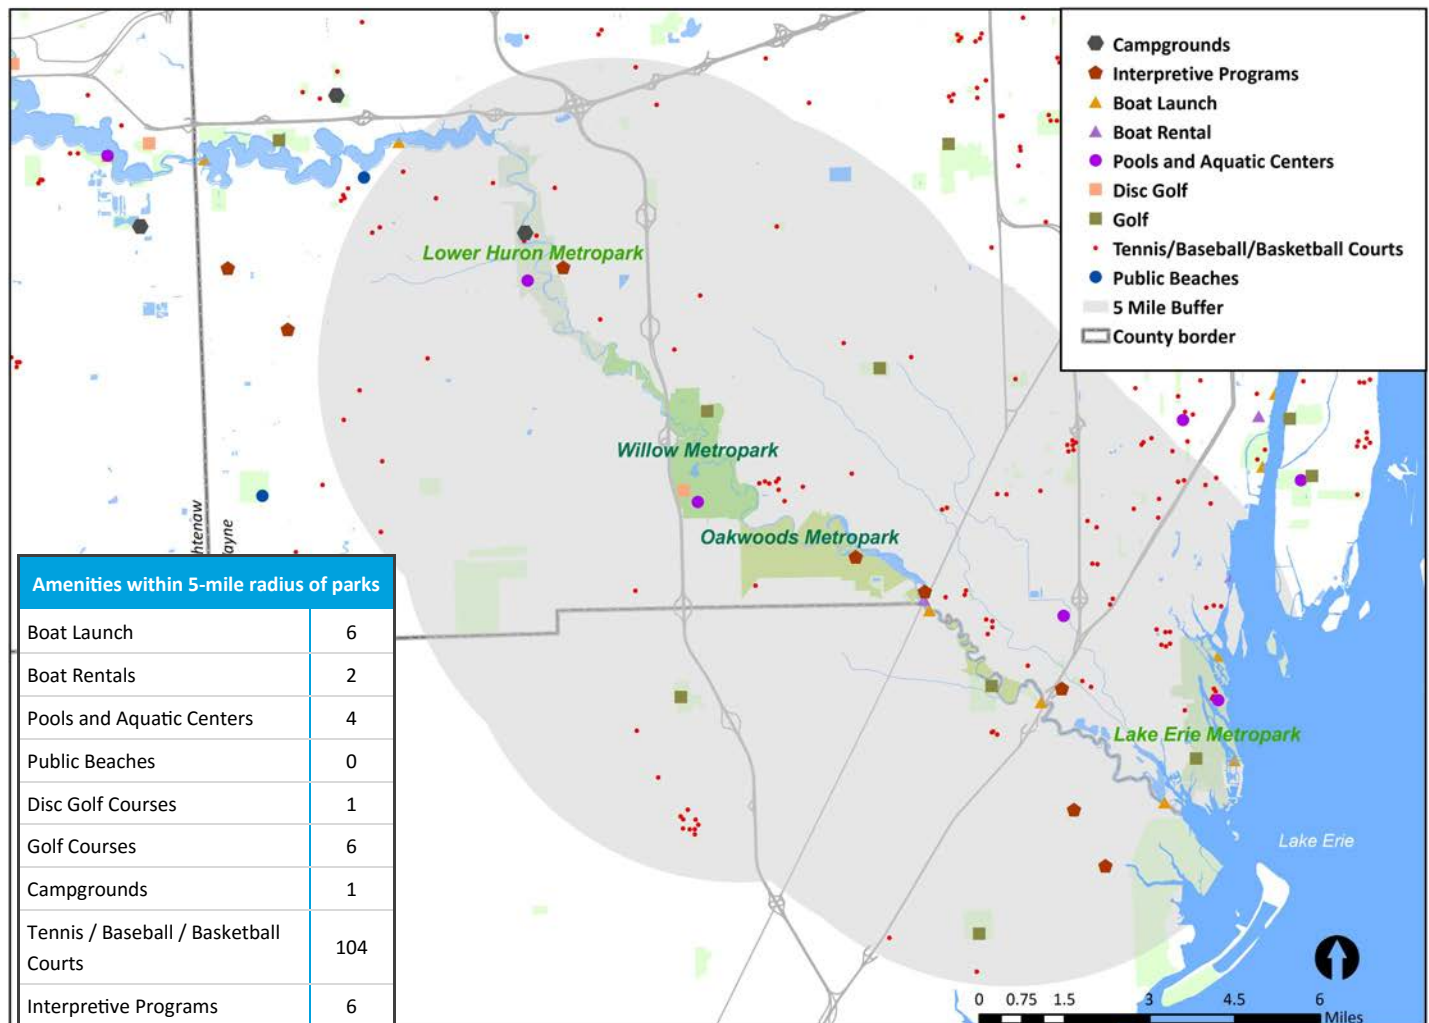 Campgrounds
Interpretive Programs
Boat Launch
Boat Rental
Pools and Aquatic Centers
Disc Golf
Golf
Tennis/Baseball/Basketball Courts
Public Beaches
5 Mile Buffer
County border
Lower Huron Metropark
Willow Metropark
Oakwoods Metropark
Lake Erie Metropark
Lake Erie
htenaw
ayne
Amenities within 5-mile radius of parks
Boat Launch 6
Boat Rentals 2
Pools and Aquatic Centers 4
Public Beaches 0
Disc Golf Courses 1
Golf Courses 6
Campgrounds 1
Tennis / Baseball / Basketball
Courts 104
Interpretive Programs 6
0 0.75 1.5 3 4.5 6
Miles